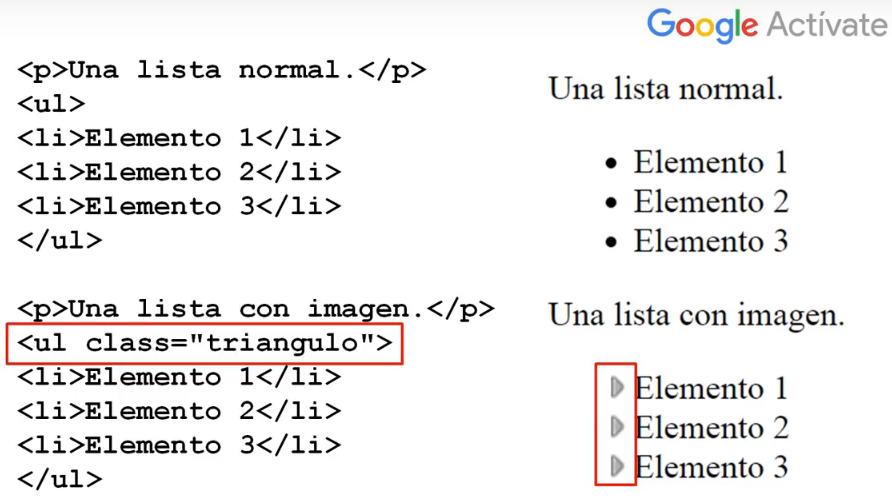 Google Actívate
<p>Una lista normal.</p>
<ul>
<li>Elemento 1</li>
<li>Elemento 2</li>
<li>Elemento 3</li>
</ul>
<p>Una lista con imagen.</p>
<ul class="triangulo">
<li>Elemento 1</li>
<li>Elemento 2</li>
<li>Elemento 3</li>
</ul>
Una lista normal.
• Elemento 1
• Elemento 2
• Elemento 3
Una lista con imagen.
Elemento 1
Elemento 2
Elemento 3